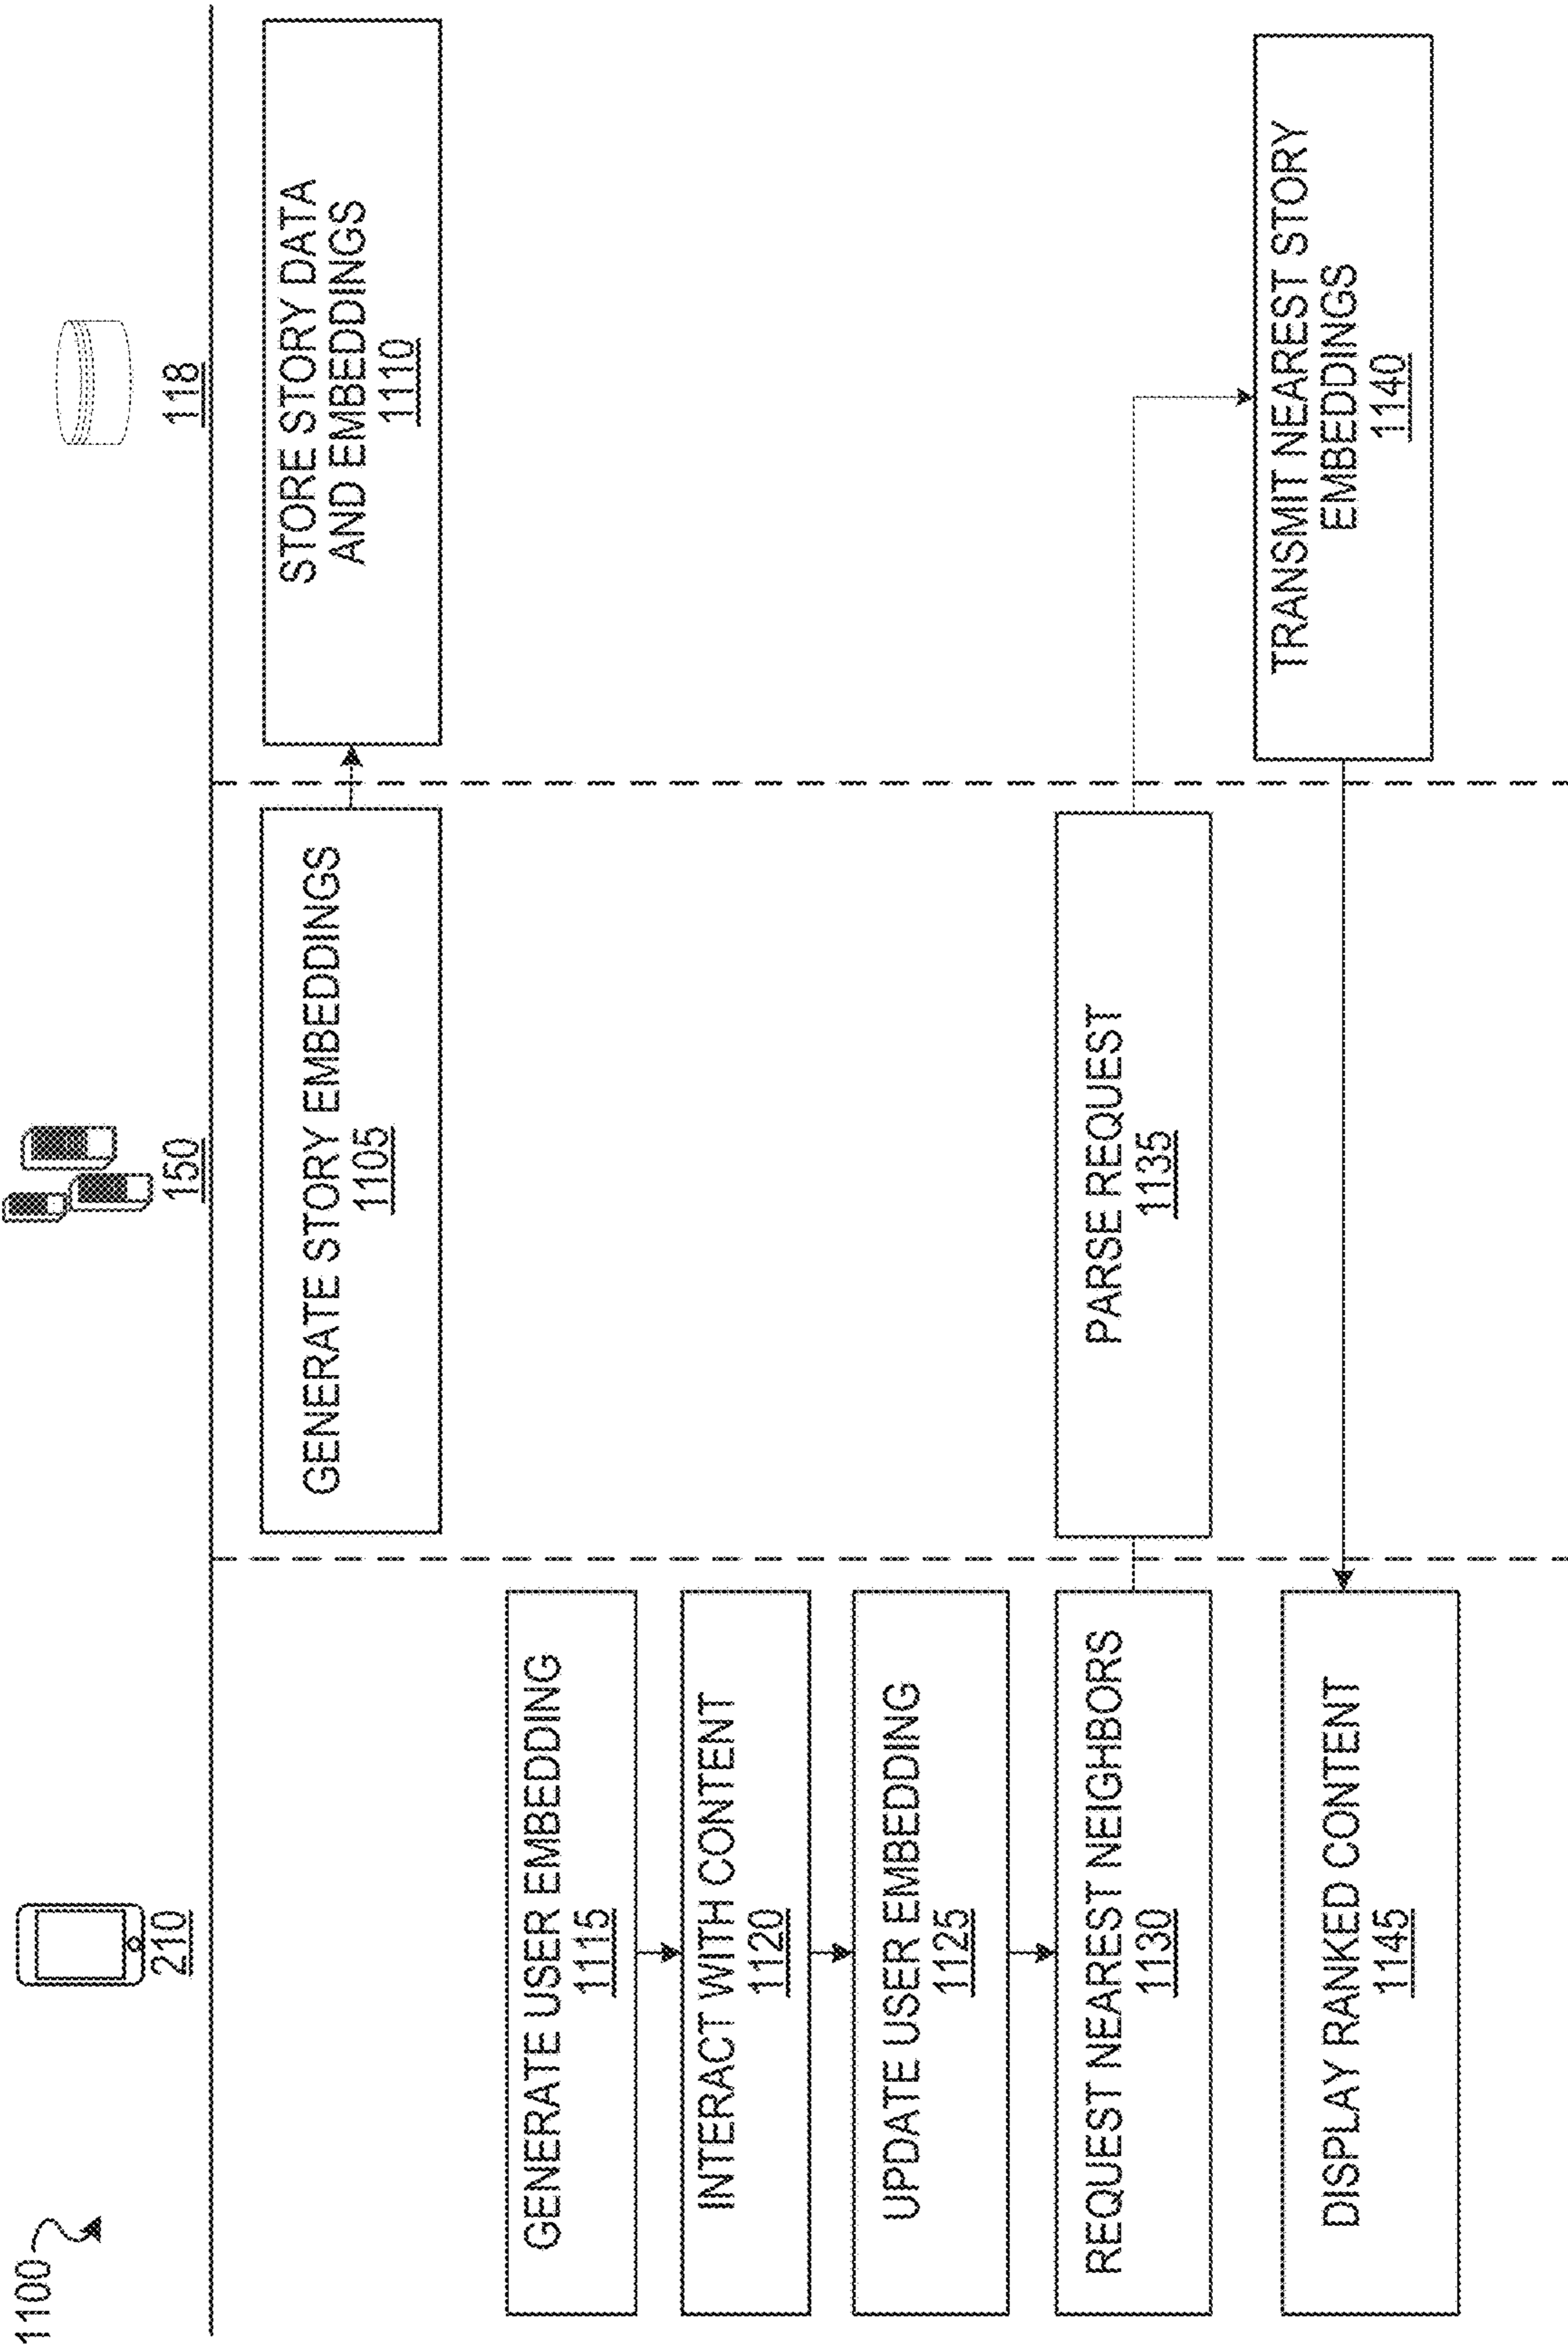 1100
210
150
118
GENERATE STORY EMBEDDINGS
1105
STORE STORY DATA
AND EMBEDDINGS
1110
GENERATE USER EMBEDDING
1115
INTERACT WITH CONTENT
1120
UPDATE USER EMBEDDING
1125
REQUEST NEAREST NEIGHBORS
1130
PARSE REQUEST
1135
TRANSMIT NEAREST STORY
EMBEDDINGS
1140
DISPLAY RANKED CONTENT
1145